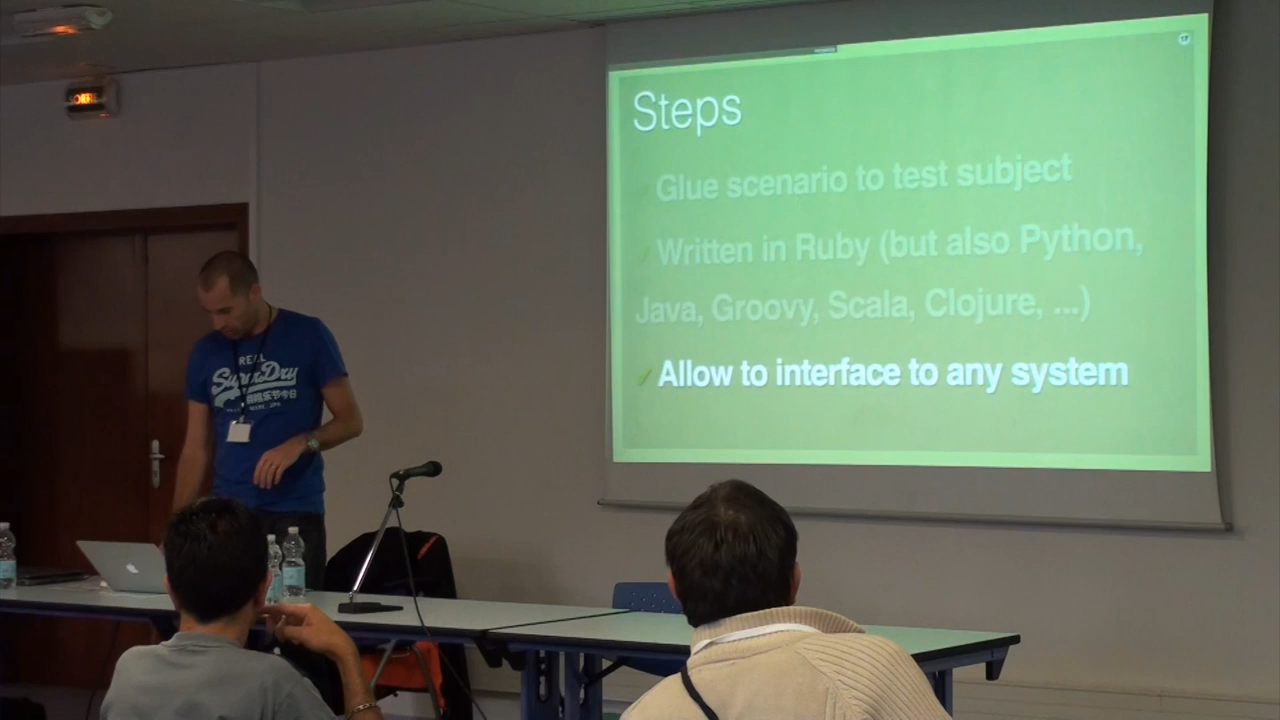 17
Steps
Glue scenario to test subject
Written in Ruby (but also Python,
Java, Groovy, Scala, Clojure, ...)
Allow to interface to any system
REAL
SuperDry